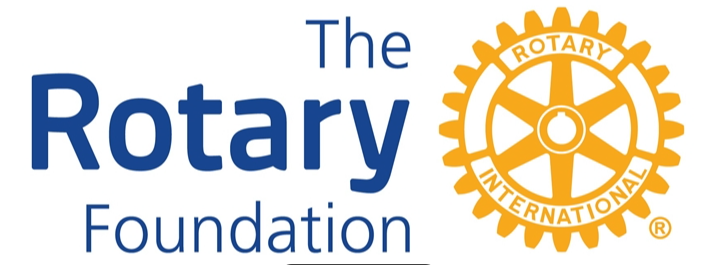 The
Rotary
Foundation
ROTARY
INTERNATIONAL
®